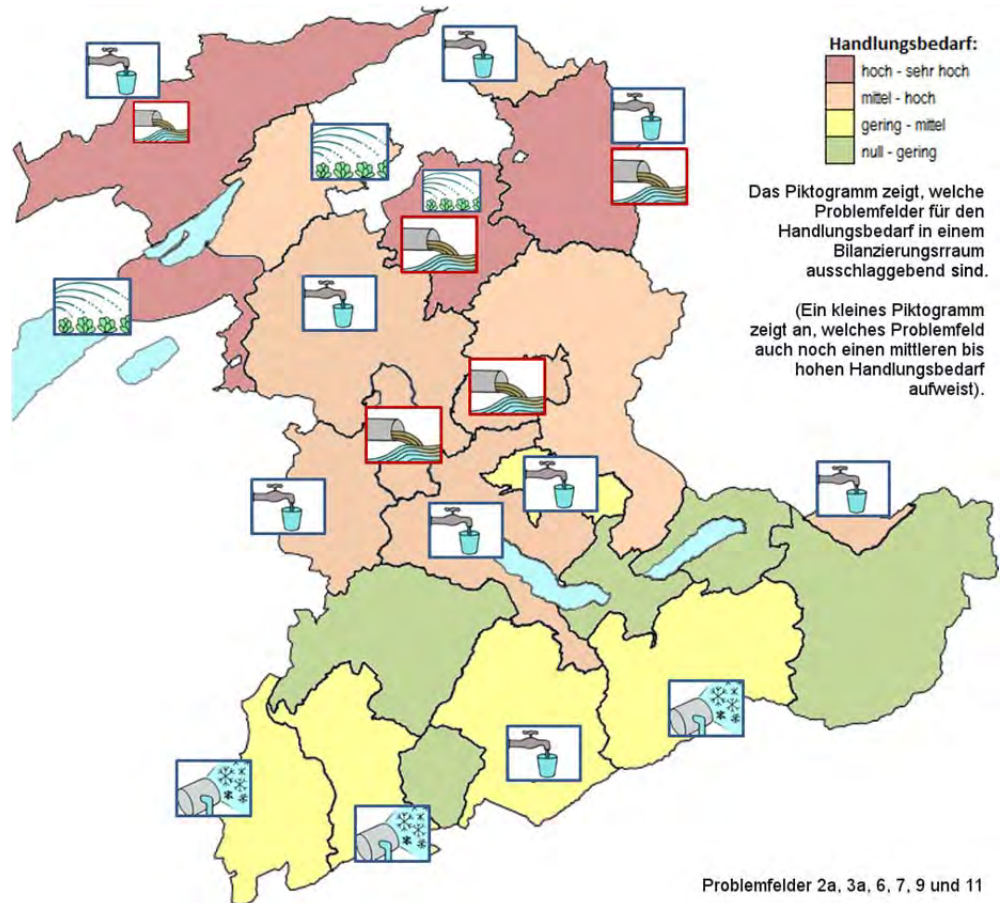 Handlungsbedarf:
hoch - sehr hoch
mittel - hoch
gering - mittel
null - gering
Das Piktogramm zeigt, welche
Problemfelder für den
Handlungsbedarf in einem
Bilanzierungsrraum
ausschlaggebend sind.
(Ein kleines Piktogramm
zeigt an, welches Problemfeld
auch noch einen mittleren bis
hohen Handlungsbedarf
aufweist).
Problemfelder 2a, 3a, 6, 7, 9 und 11